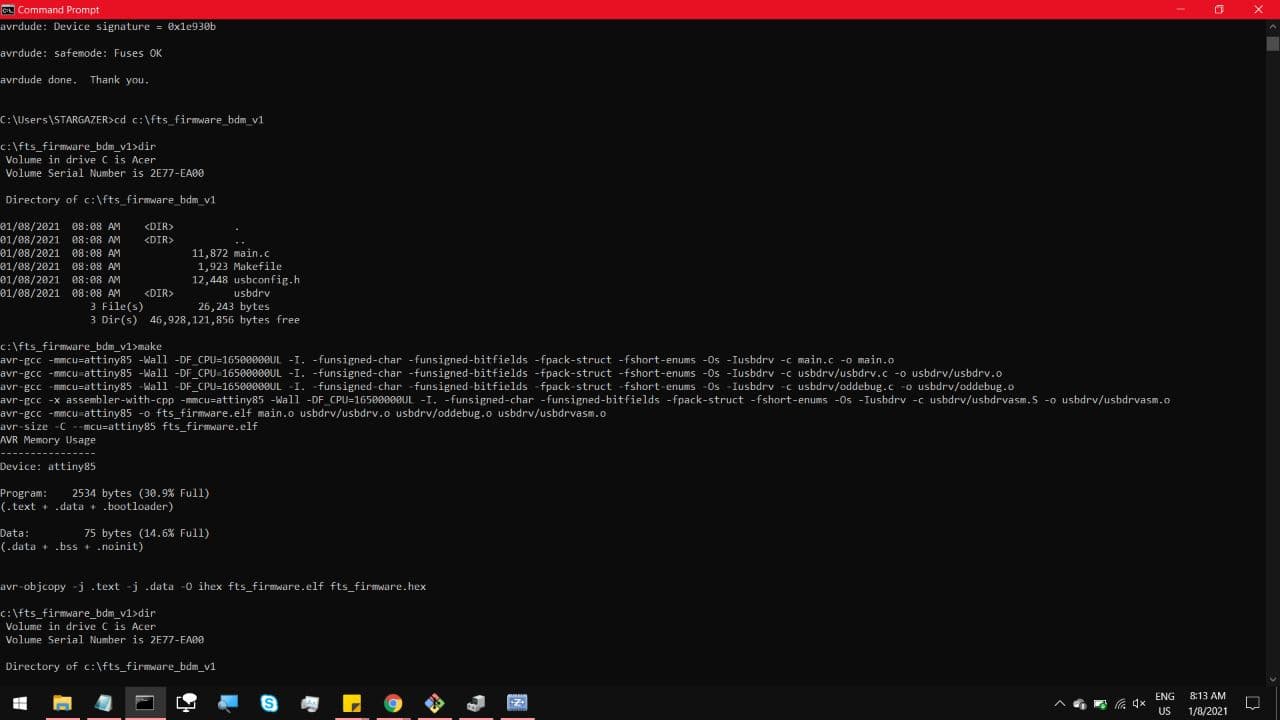 Command Prompt
avrdude: Device signature = 0x1e930b
avrdude: safemode: Fuses OK
avrdude done.  Thank you.
C:\Users\STARGAZER>cd c:\fts_firmware_bdm_v1
c:\fts_firmware_bdm_v1>dir
 Volume in drive C is Acer
 Volume Serial Number is 2E77-EA00
 Directory of c:\fts_firmware_bdm_v1
01/08/2021  08:08 AM    <DIR>          .
01/08/2021  08:08 AM    <DIR>          ..
01/08/2021  08:08 AM            11,872 main.c
01/08/2021  08:08 AM             1,923 Makefile
01/08/2021  08:08 AM            12,448 usbconfig.h
01/08/2021  08:08 AM    <DIR>          usbdrv
               3 File(s)         26,243 bytes
               3 Dir(s)  46,928,121,856 bytes free
c:\fts_firmware_bdm_v1>make
avr-gcc -mmcu=attiny85 -Wall -DF_CPU=16500000UL -I. -funsigned-char -funsigned-bitfields -fpack-struct -fshort-enums -Os -Iusbdrv -c main.c -o main.o
avr-gcc -mmcu=attiny85 -Wall -DF_CPU=16500000UL -I. -funsigned-char -funsigned-bitfields -fpack-struct -fshort-enums -Os -Iusbdrv -c usbdrv/usbdrv.c -o usbdrv/usbdrv.o
avr-gcc -mmcu=attiny85 -Wall -DF_CPU=16500000UL -I. -funsigned-char -funsigned-bitfields -fpack-struct -fshort-enums -Os -Iusbdrv -c usbdrv/oddebug.c -o usbdrv/oddebug.o
avr-gcc -x assembler-with-cpp -mmcu=attiny85 -Wall -DF_CPU=16500000UL -I. -funsigned-char -funsigned-bitfields -fpack-struct -fshort-enums -Os -Iusbdrv -c usbdrv/usbdrvasm.S -o usbdrv/usbdrvasm.o
avr-gcc -mmcu=attiny85 -o fts_firmware.elf main.o usbdrv/usbdrv.o usbdrv/oddebug.o usbdrv/usbdrvasm.o
avr-size -C --mcu=attiny85 fts_firmware.elf
AVR Memory Usage
----------------
Device: attiny85
Program:    2534 bytes (30.9% Full)
(.text + .data + .bootloader)
Data:         75 bytes (14.6% Full)
(.data + .bss + .noinit)
avr-objcopy -j .text -j .data -O ihex fts_firmware.elf fts_firmware.hex
c:\fts_firmware_bdm_v1>dir
 Volume in drive C is Acer
 Volume Serial Number is 2E77-EA00
 Directory of c:\fts_firmware_bdm_v1
ENG
US
8:13 AM
1/8/2021